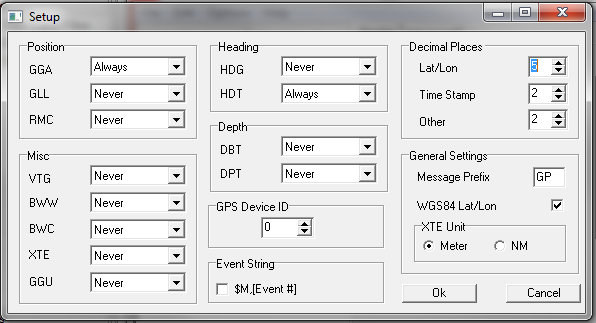 Setup
Position
GGA Always
GLL Never
RMC Never
Misc
VTG Never
BWW Never
BWC Never
XTE Never
GGU Never
Heading
HDG Never
HDT Always
Depth
DBT Never
DPT Never
GPS Device ID
0
Event String
$M,[Event #]
Decimal Places
Lat/Lon 5
Time Stamp 2
Other 2
General Settings
Message Prefix GP
WGS84 Lat/Lon
XTE Unit
Meter NM
Ok Cancel